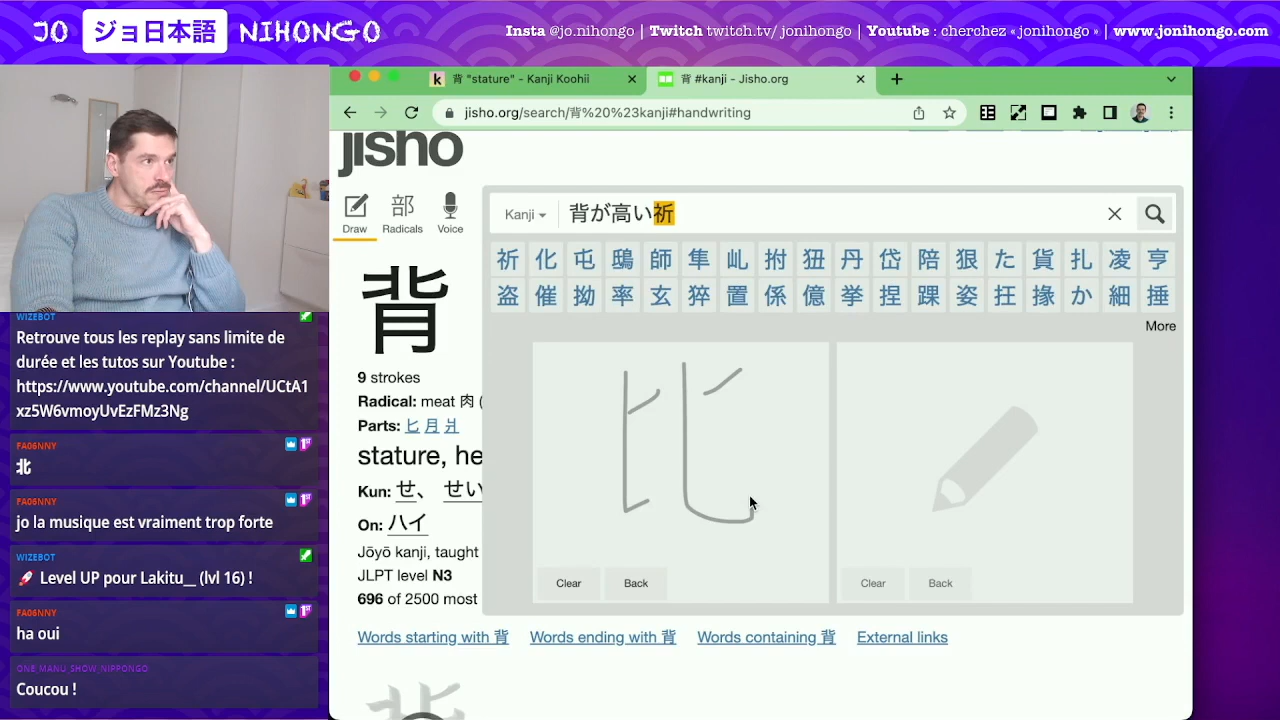 JO ジョ日本語 NIHONGO
Insta @jo.nihongo | Twitch twitch.tv/ jonihongo | Youtube : cherchez « jonihongo » | www.jonihongo.com
k 背 "stature" - Kanji Koohii
背 #kanji - Jisho.org
jisho.org/search/背%20%23kanji#handwriting
jisho
Draw
部
Radicals
Voice
Kanji
背が高い祈
祈 化 屯 鴟 師 隼 乢 拊 狃 丹 岱 陪 狠 た 貨 扎 凌 亨
盗 催 拗 率 玄 猝 置 係 億 挙 捏 踝 姿 抂 掾 か 細 捶
More
Clear
Back
Clear
Back
背
9 strokes
Radical: meat 肉 (
Parts: 匕 月 爿
stature, he
Kun: せ、 せい
On: ハイ
Jōyō kanji, taught
JLPT level N3
696 of 2500 most
Words starting with 背
Words ending with 背
Words containing 背
External links
WIZEBOT
Retrouve tous les replay sans limite de
durée et les tutos sur Youtube :
https://www.youtube.com/channel/UCtA1
xz5W6vmoyUvEzFMz3Ng
FA06NNY
北
FA06NNY
jo la musique est vraiment trop forte
WIZEBOT
🚀 Level UP pour Lakitu__ (lvl 16) !
FA06NNY
ha oui
ONE_MANU_SHOW_NIPPONGO
Coucou !